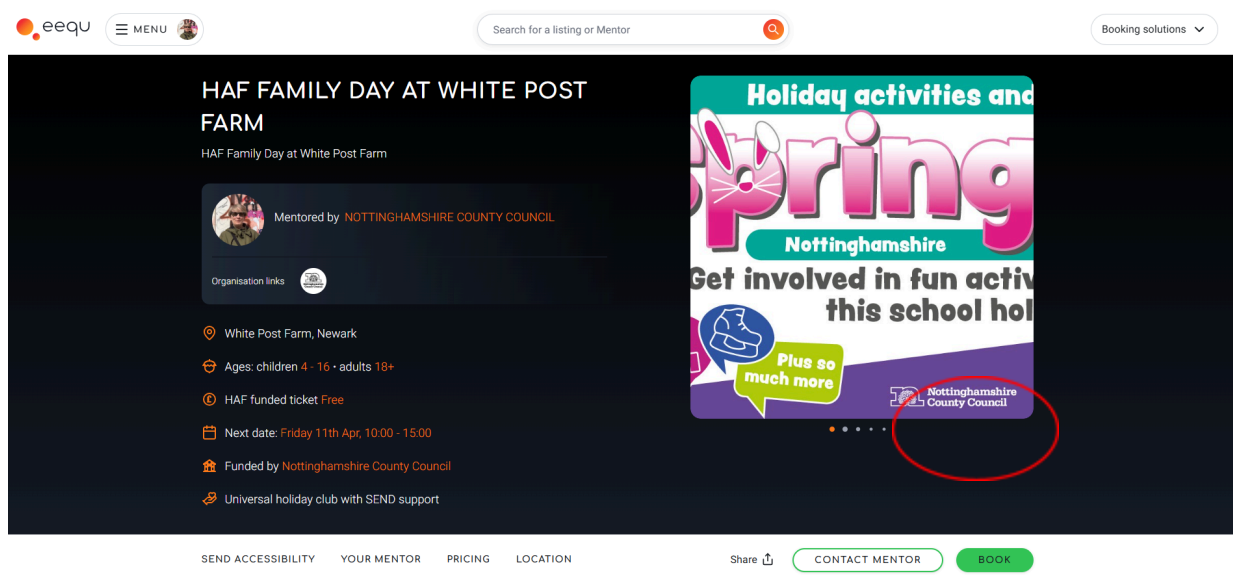 eequ
MENU
Search for a listing or Mentor
Booking solutions
HAF FAMILY DAY AT WHITE POST
FARM
HAF Family Day at White Post Farm
Mentored by NOTTINGHAMSHIRE COUNTY COUNCIL
Organisation links
White Post Farm, Newark
Ages: children 4 - 16 • adults 18+
HAF funded ticket Free
Next date: Friday 11th Apr, 10:00 - 15:00
Funded by Nottinghamshire County Council
Universal holiday club with SEND support
Holiday activities and
Spring
Nottinghamshire
Get involved in fun activ
this school hol
Plus so
much more
Nottinghamshire
County Council
SEND ACCESSIBILITY YOUR MENTOR PRICING LOCATION
Share CONTACT MENTOR BOOK